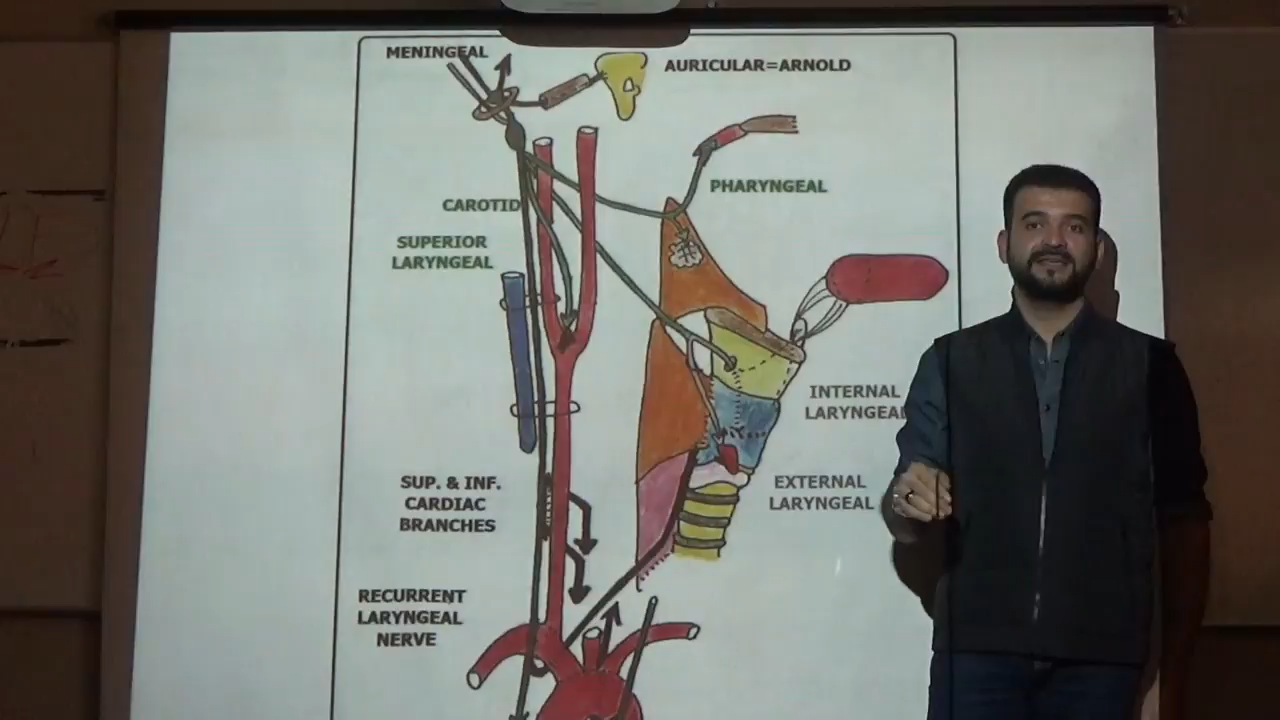 MENINGEAL
AURICULAR=ARNOLD
PHARYNGEAL
CAROTID
SUPERIOR
LARYNGEAL
INTERNAL
LARYNGEAL
SUP. & INF.
CARDIAC
BRANCHES
EXTERNAL
LARYNGEAL
RECURRENT
LARYNGEAL
NERVE